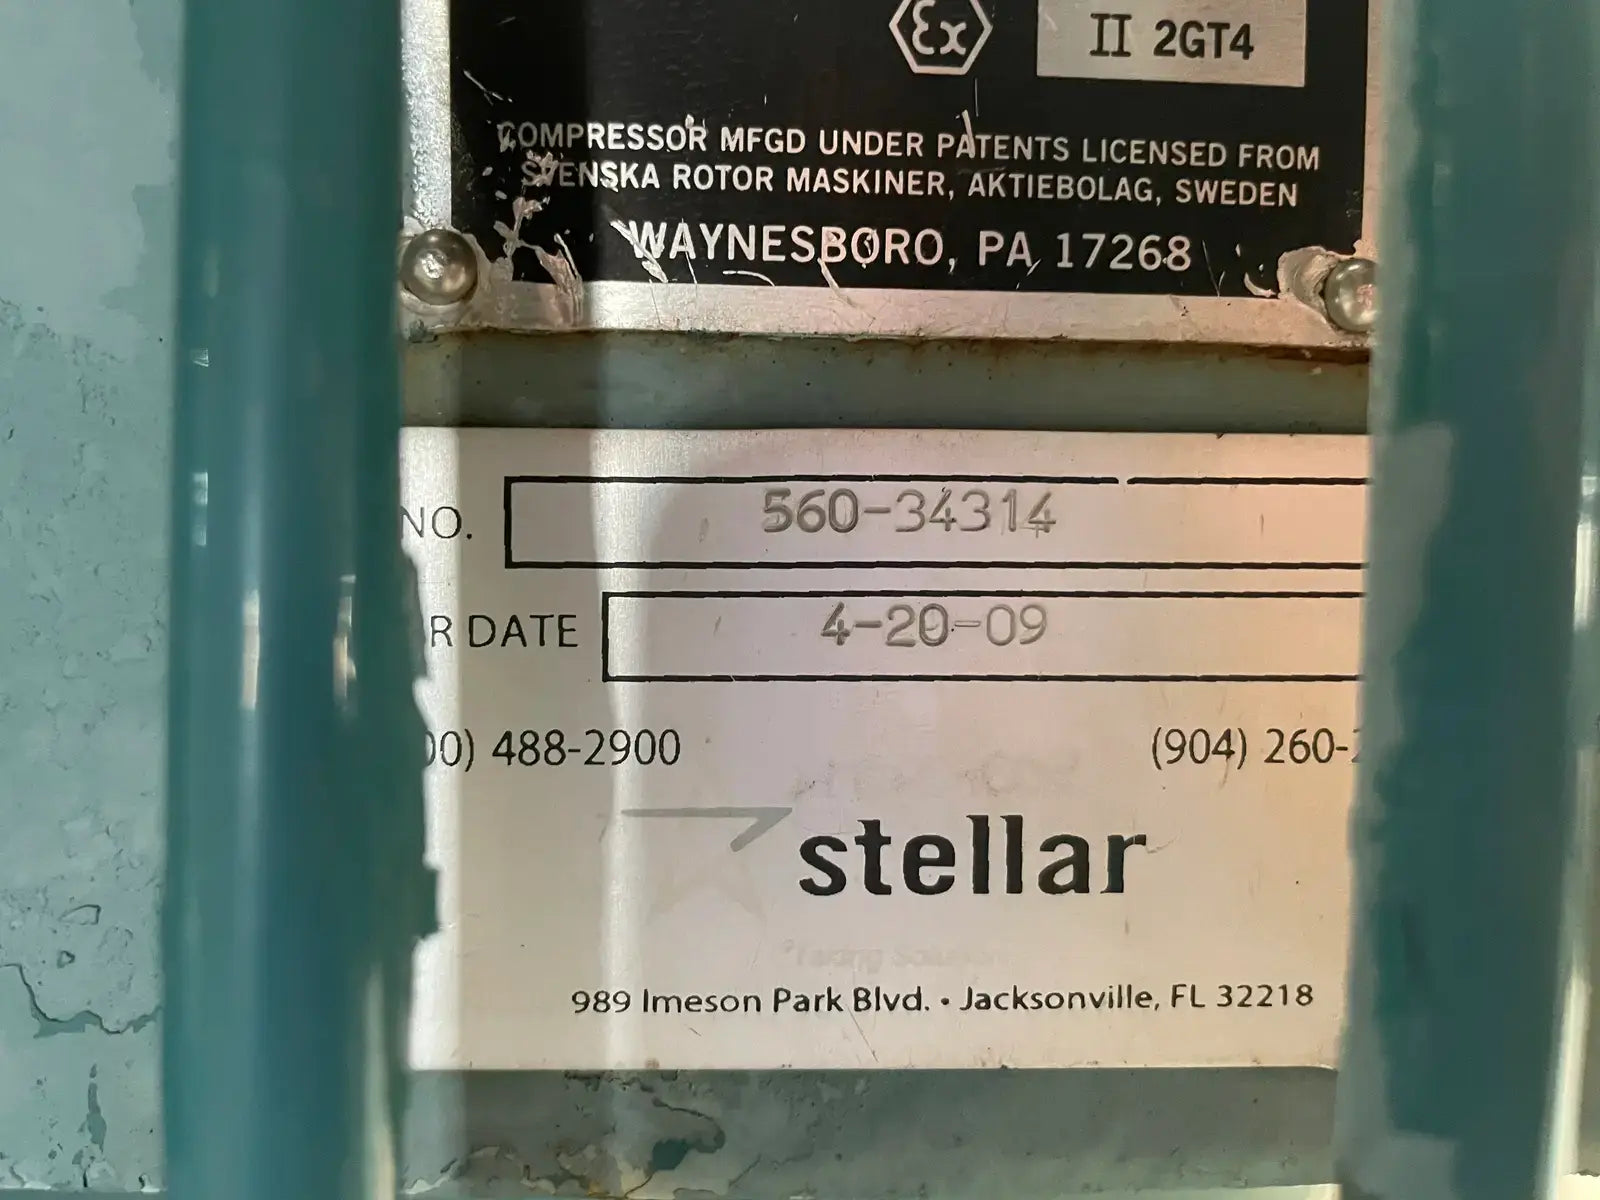 Ex II 2GT4
COMPRESSOR MFGD UNDER PATENTS LICENSED FROM
SVENSKA ROTOR MASKINER, AKTIEBOLAG, SWEDEN
WAYNESBORO, PA 17268
NO. 560-34314
R DATE 4-20-09
00) 488-2900 (904) 260-
stellar
989 Imeson Park Blvd. • Jacksonville, FL 32218